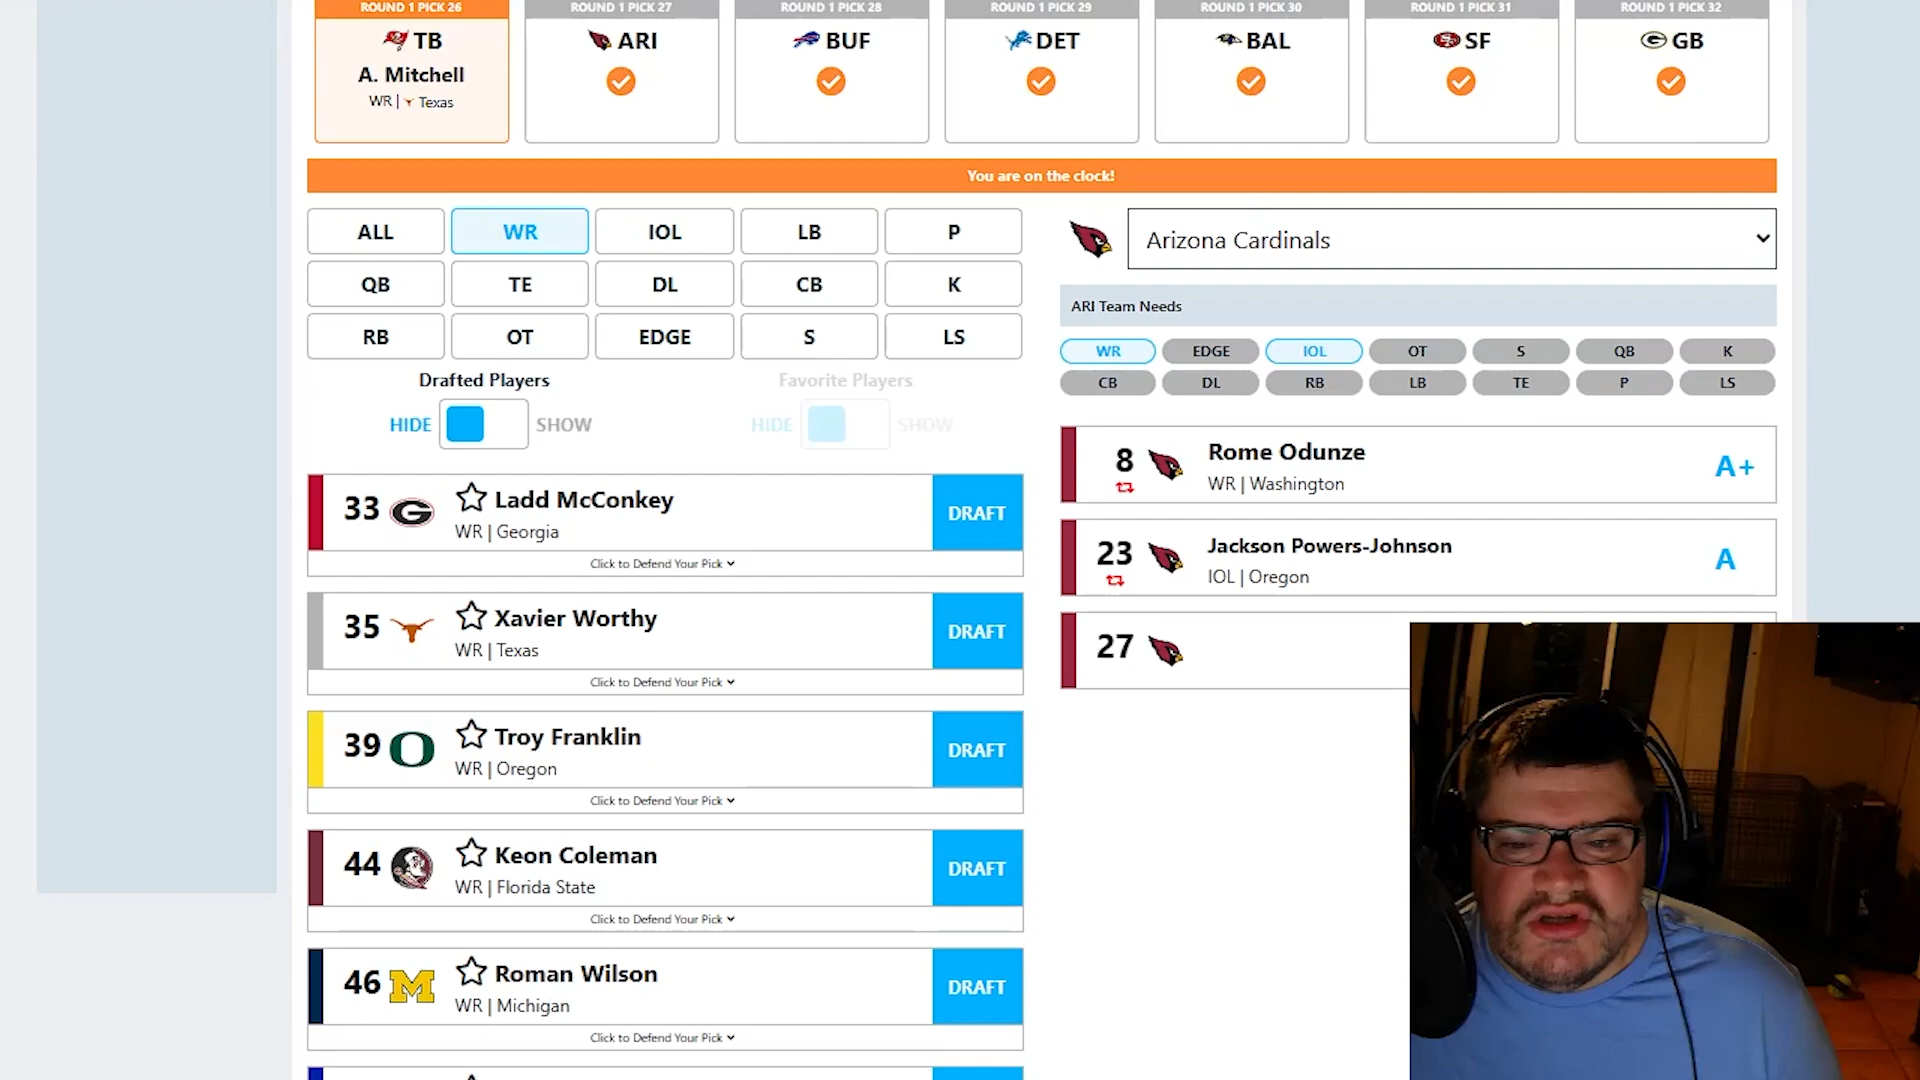 ROUND 1 PICK 26
ROUND 1 PICK 27
ROUND 1 PICK 28
ROUND 1 PICK 29
ROUND 1 PICK 30
ROUND 1 PICK 31
ROUND 1 PICK 32
TB
ARI
BUF
DET
BAL
SF
GB
A. Mitchell
WR | Texas
You are on the clock!
ALL
WR
IOL
LB
P
QB
TE
DL
CB
K
RB
OT
EDGE
S
LS
Drafted Players
HIDE
SHOW
Favorite Players
HIDE
SHOW
33
Ladd McConkey
WR | Georgia
DRAFT
Click to Defend Your Pick
35
Xavier Worthy
WR | Texas
DRAFT
Click to Defend Your Pick
39
Troy Franklin
WR | Oregon
DRAFT
Click to Defend Your Pick
44
Keon Coleman
WR | Florida State
DRAFT
Click to Defend Your Pick
46
Roman Wilson
WR | Michigan
DRAFT
Click to Defend Your Pick
Arizona Cardinals
ARI Team Needs
WR
EDGE
IOL
OT
S
QB
K
CB
DL
RB
LB
TE
P
LS
8
Rome Odunze
WR | Washington
A+
23
Jackson Powers-Johnson
IOL | Oregon
A
27